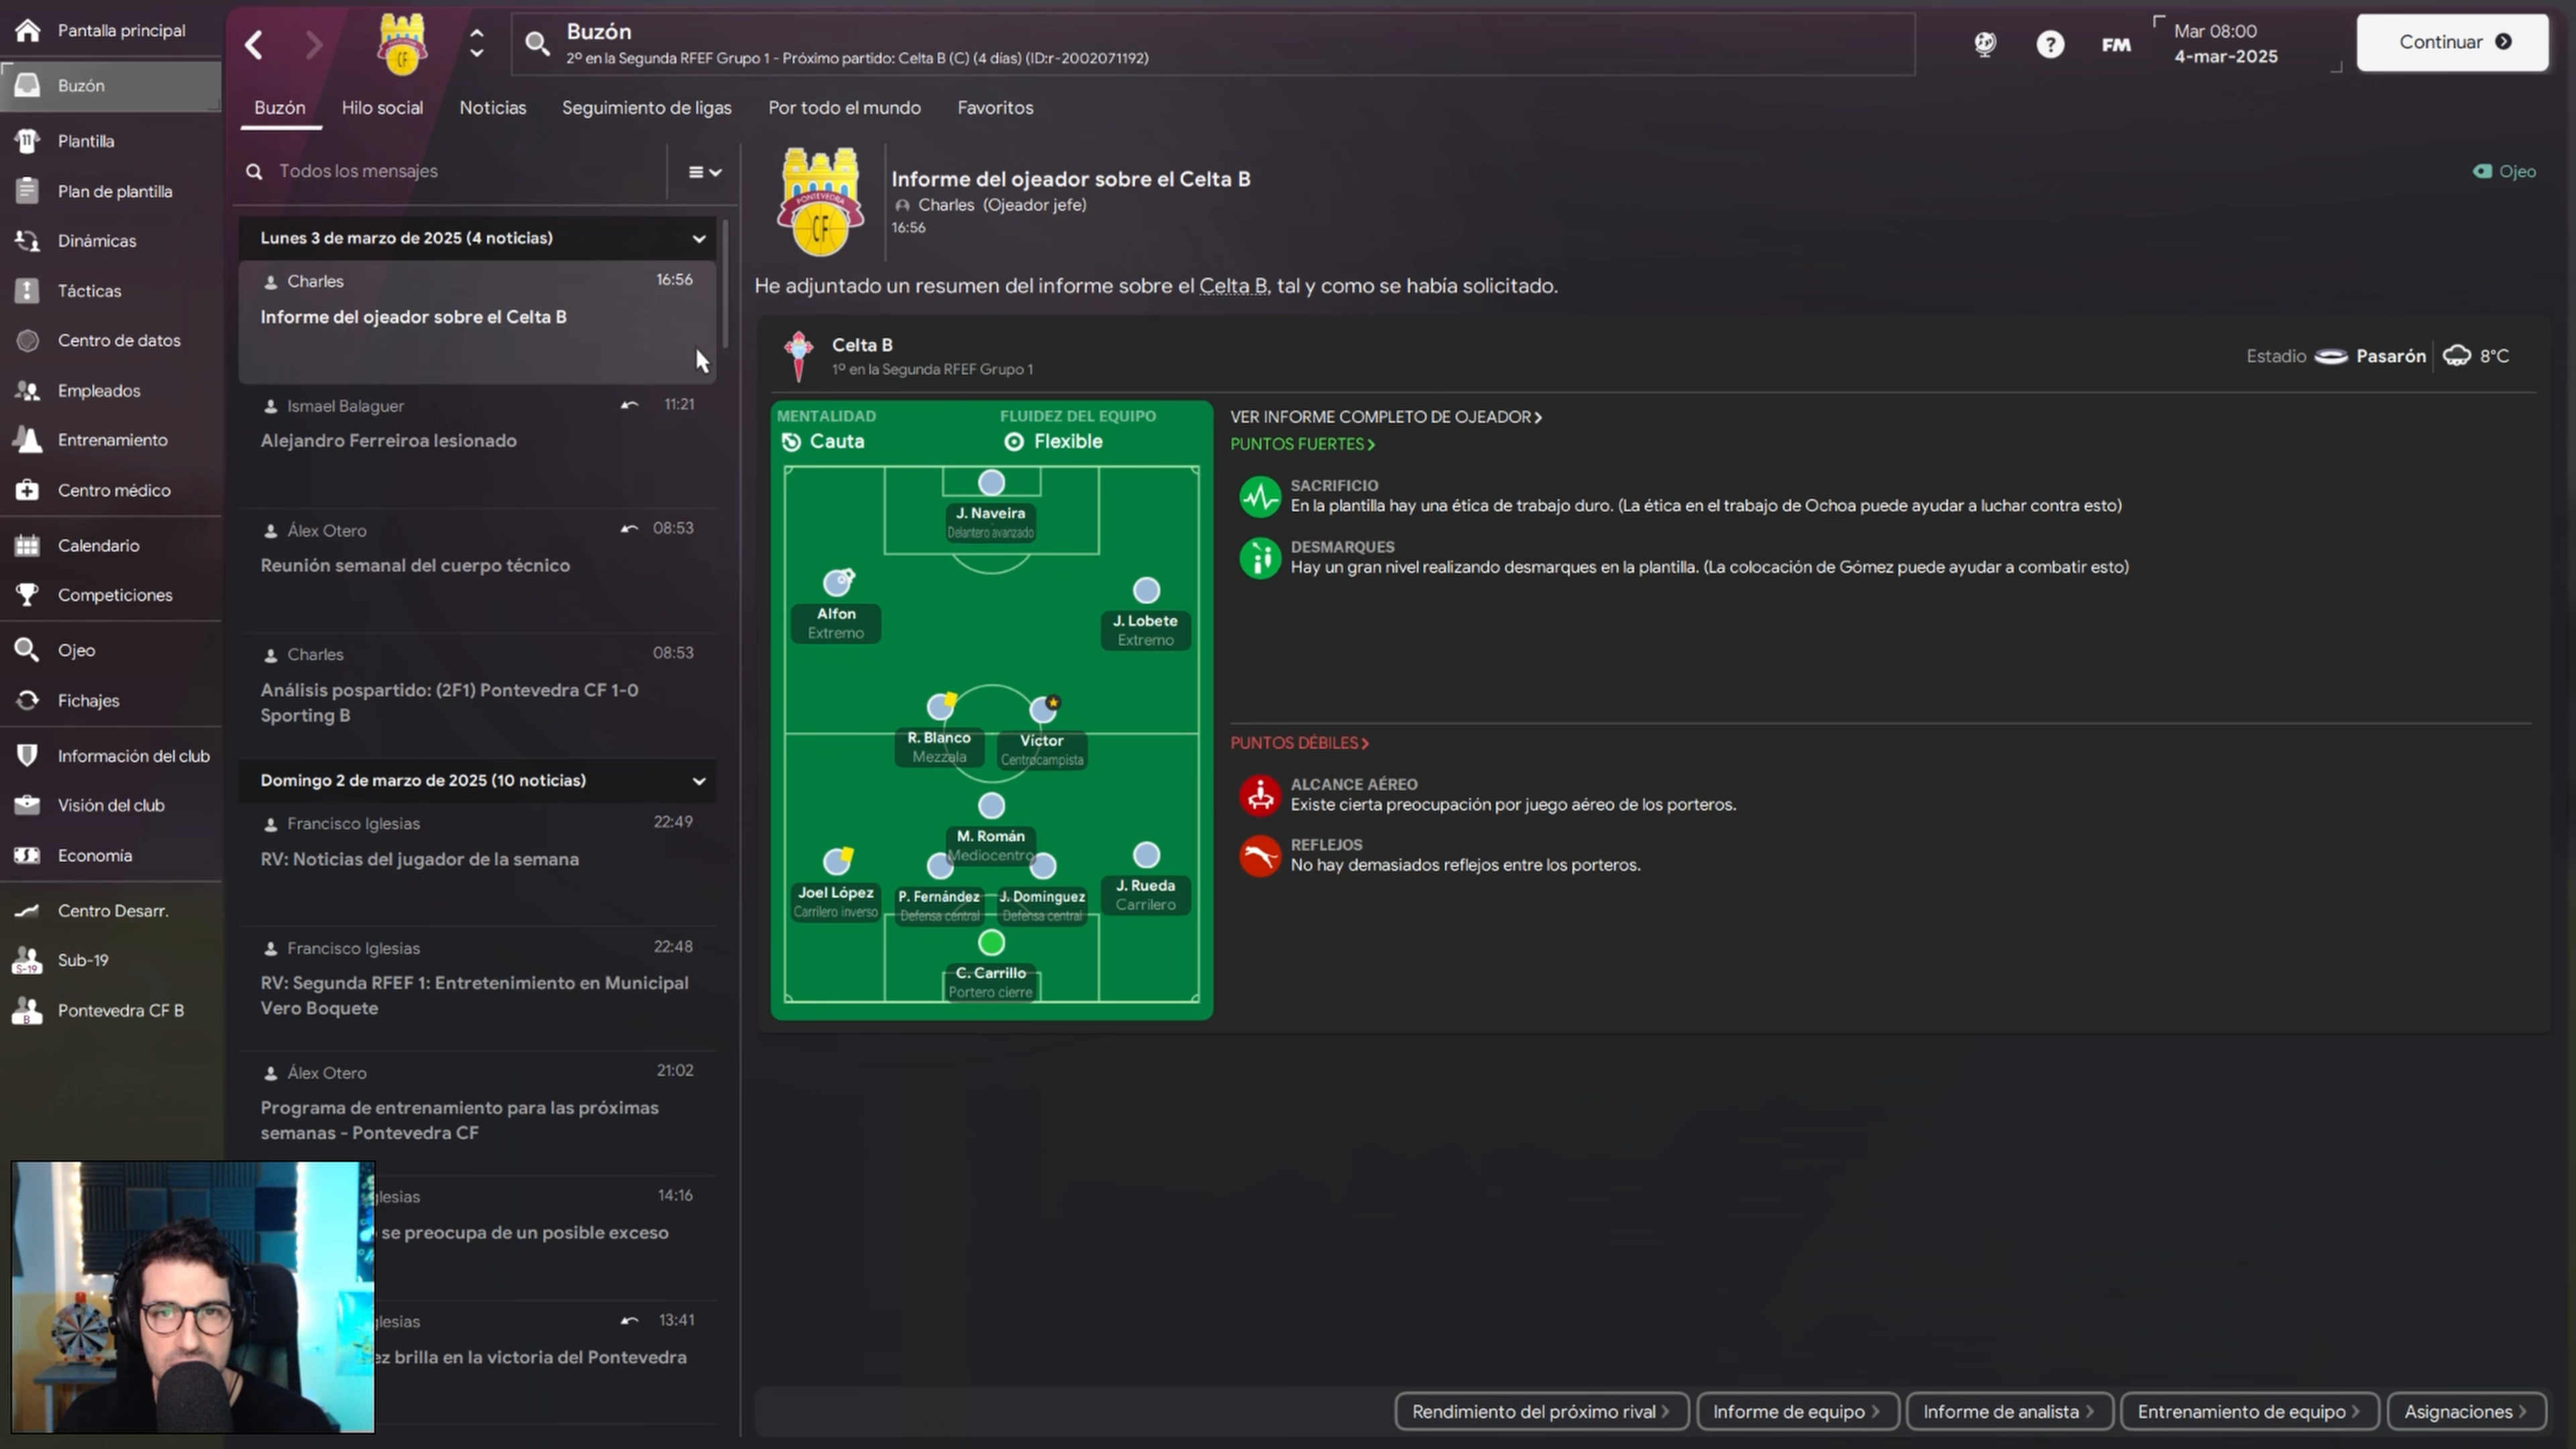 Pantalla principal
Buzón
Plantilla
Plan de plantilla
Dinámicas
Tácticas
Centro de datos
Empleados
Entrenamiento
Centro médico
Calendario
Competiciones
Ojeo
Fichajes
Información del club
Visión del club
Economía
Centro Desarr.
S-19
Sub-19
B
Pontevedra CF B
Buzón
2º en la Segunda RFEF Grupo 1 - Próximo partido: Celta B (C) (4 días) (ID:r-2002071192)
FM
Mar 08:00
4-mar-2025
Continuar
Buzón
Hilo social
Noticias
Seguimiento de ligas
Por todo el mundo
Favoritos
Todos los mensajes
Lunes 3 de marzo de 2025 (4 noticias)
Charles 16:56
Informe del ojeador sobre el Celta B
Ismael Balaguer 11:21
Alejandro Ferreiroa lesionado
Álex Otero 08:53
Reunión semanal del cuerpo técnico
Charles 08:53
Análisis pospartido: (2F1) Pontevedra CF 1-0
Sporting B
Domingo 2 de marzo de 2025 (10 noticias)
Francisco Iglesias 22:49
RV: Noticias del jugador de la semana
Francisco Iglesias 22:48
RV: Segunda RFEF 1: Entretenimiento en Municipal
Vero Boquete
Álex Otero 21:02
Programa de entrenamiento para las próximas
semanas - Pontevedra CF
glesias 14:16
se preocupa de un posible exceso
glesias 13:41
ez brilla en la victoria del Pontevedra
PONTEVEDRA
CF
Informe del ojeador sobre el Celta B
Charles (Ojeador jefe)
16:56
Ojeo
He adjuntado un resumen del informe sobre el Celta B, tal y como se había solicitado.
Celta B
1º en la Segunda RFEF Grupo 1
Estadio Pasarón 8°C
MENTALIDAD
Cauta
FLUIDEZ DEL EQUIPO
Flexible
J. Naveira
Delantero avanzado
Alfon
Extremo
J. Lobete
Extremo
R. Blanco
Mezzala
Víctor
Centrocampista
M. Román
Mediocentro
Joel López
Carrilero inverso
P. Fernández
Defensa central
J. Domínguez
Defensa central
J. Rueda
Carrilero
C. Carrillo
Portero cierre
VER INFORME COMPLETO DE OJEADOR
PUNTOS FUERTES
SACRIFICIO
En la plantilla hay una ética de trabajo duro. (La ética en el trabajo de Ochoa puede ayudar a luchar contra esto)
DESMARQUES
Hay un gran nivel realizando desmarques en la plantilla. (La colocación de Gómez puede ayudar a combatir esto)
PUNTOS DÉBILES
ALCANCE AÉREO
Existe cierta preocupación por juego aéreo de los porteros.
REFLEJOS
No hay demasiados reflejos entre los porteros.
Rendimiento del próximo rival
Informe de equipo
Informe de analista
Entrenamiento de equipo
Asignaciones